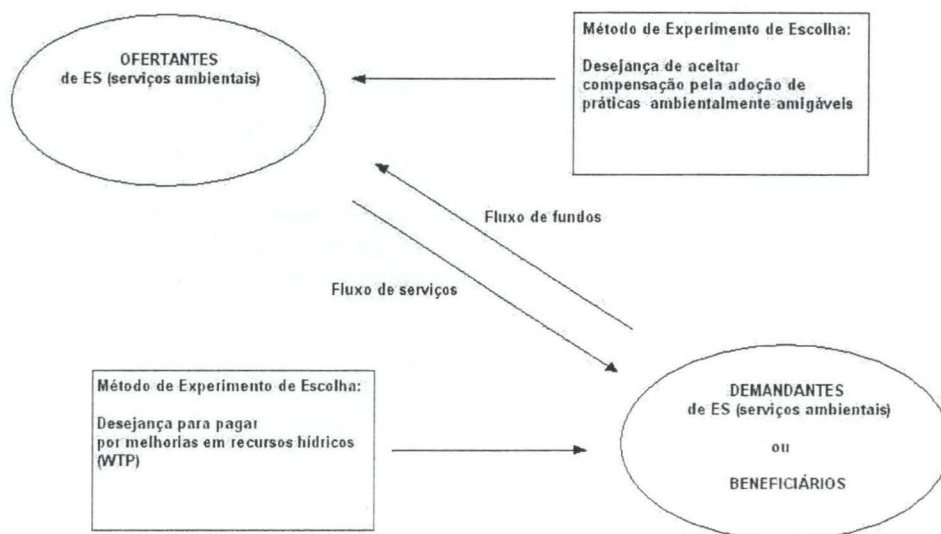 OFERTANTES
de ES (serviços ambientais)
Método de Experimento de Escolha:
Desejança de aceitar
compensação pela adoção de
práticas ambientalmente amigáveis
Fluxo de fundos
Fluxo de serviços
Método de Experimento de Escolha:
Desejança para pagar
por melhorias em recursos hídricos
(WTP)
DEMANDANTES
de ES (serviços ambientais)
ou
BENEFICIÁRIOS